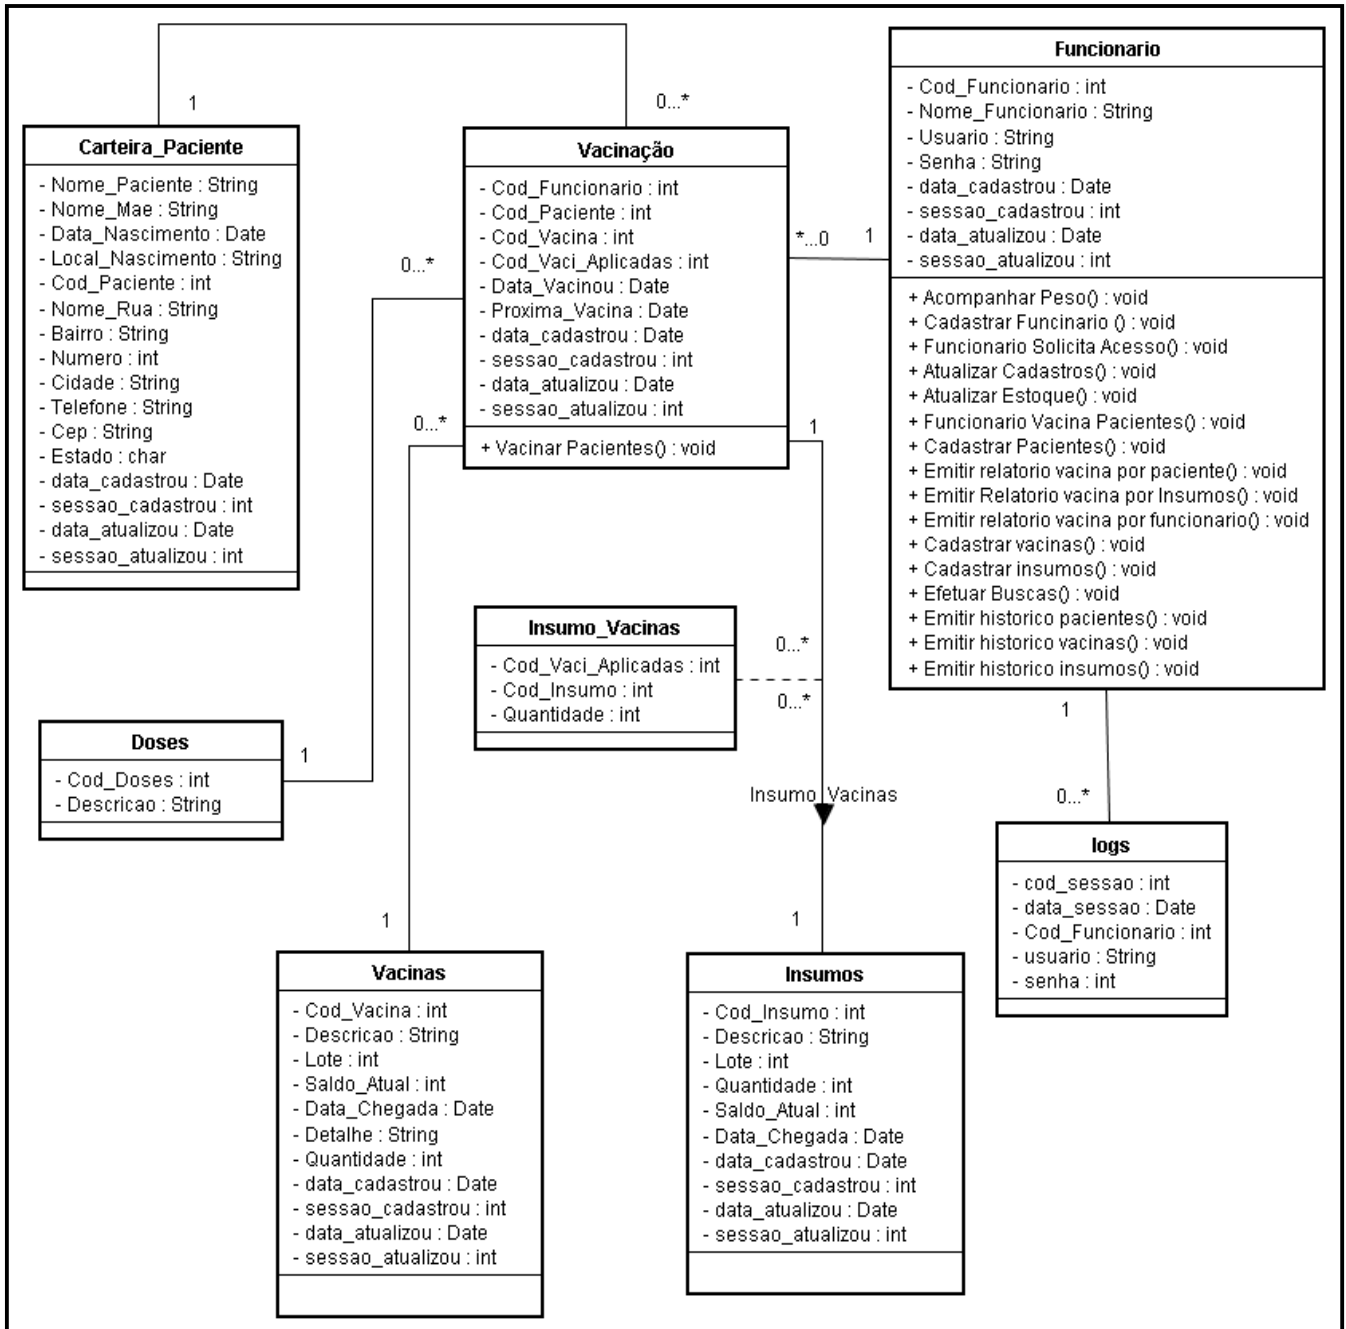 1
0...*
Carteira_Paciente
- Nome_Paciente : String
- Nome_Mae : String
- Data_Nascimento : Date
- Local_Nascimento : String
- Cod_Paciente : int
- Nome_Rua : String
- Bairro : String
- Numero : int
- Cidade : String
- Telefone : String
- Cep : String
- Estado : char
- data_cadastrou : Date
- sessao_cadastrou : int
- data_atualizou : Date
- sessao_atualizou : int
Vacinação
- Cod_Funcionario : int
- Cod_Paciente : int
- Cod_Vacina : int
- Cod_Vaci_Aplicadas : int
- Data_Vacinou : Date
- Proxima_Vacina : Date
- data_cadastrou : Date
- sessao_cadastrou : int
- data_atualizou : Date
- sessao_atualizou : int
+ Vacinar Pacientes() : void
0...*
0...*
*...0
1
1
Funcionario
- Cod_Funcionario : int
- Nome_Funcionario : String
- Usuario : String
- Senha : String
- data_cadastrou : Date
- sessao_cadastrou : int
- data_atualizou : Date
- sessao_atualizou : int
+ Acompanhar Peso() : void
+ Cadastrar Funcinario () : void
+ Funcionario Solicita Acesso() : void
+ Atualizar Cadastros() : void
+ Atualizar Estoque() : void
+ Funcionario Vacina Pacientes() : void
+ Cadastrar Pacientes() : void
+ Emitir relatorio vacina por paciente() : void
+ Emitir Relatorio vacina por Insumos() : void
+ Emitir relatorio vacina por funcionario() : void
+ Cadastrar vacinas() : void
+ Cadastrar insumos() : void
+ Efetuar Buscas() : void
+ Emitir historico pacientes() : void
+ Emitir historico vacinas() : void
+ Emitir historico insumos() : void
Insumo_Vacinas
- Cod_Vaci_Aplicadas : int
- Cod_Insumo : int
- Quantidade : int
0...*
0...*
Doses
- Cod_Doses : int
- Descricao : String
1
Insumo_Vacinas
1
0...*
logs
- cod_sessao : int
- data_sessao : Date
- Cod_Funcionario : int
- usuario : String
- senha : int
1
Vacinas
- Cod_Vacina : int
- Descricao : String
- Lote : int
- Saldo_Atual : int
- Data_Chegada : Date
- Detalhe : String
- Quantidade : int
- data_cadastrou : Date
- sessao_cadastrou : int
- data_atualizou : Date
- sessao_atualizou : int
1
Insumos
- Cod_Insumo : int
- Descricao : String
- Lote : int
- Quantidade : int
- Saldo_Atual : int
- Data_Chegada : Date
- data_cadastrou : Date
- sessao_cadastrou : int
- data_atualizou : Date
- sessao_atualizou : int